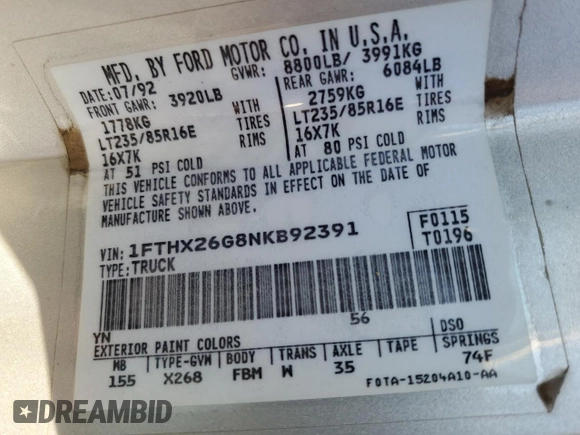 MFD. BY FORD MOTOR CO. IN U.S.A.
DATE: 07/92 GVWR: 8800LB/ 3991KG
FRONT GAWR: 3920LB REAR GAWR: 6084LB
1778KG WITH 2759KG WITH
LT235/85R16E TIRES LT235/85R16E TIRES
16X7K RIMS 16X7K RIMS
AT 51 PSI COLD AT 80 PSI COLD
THIS VEHICLE CONFORMS TO ALL APPLICABLE FEDERAL MOTOR
VEHICLE SAFETY STANDARDS IN EFFECT ON THE DATE OF
MANUFACTURE SHOWN ABOVE.
VIN: 1FTHX26G8NKB92391 F0115
TYPE: TRUCK T0196
56
YN
EXTERIOR PAINT COLORS DSO
WB TYPE-GVW BODY TRANS AXLE TAPE SPRINGS
155 X268 FBM W 35 74F
F0TA-15204A10-AA
DREAMBID